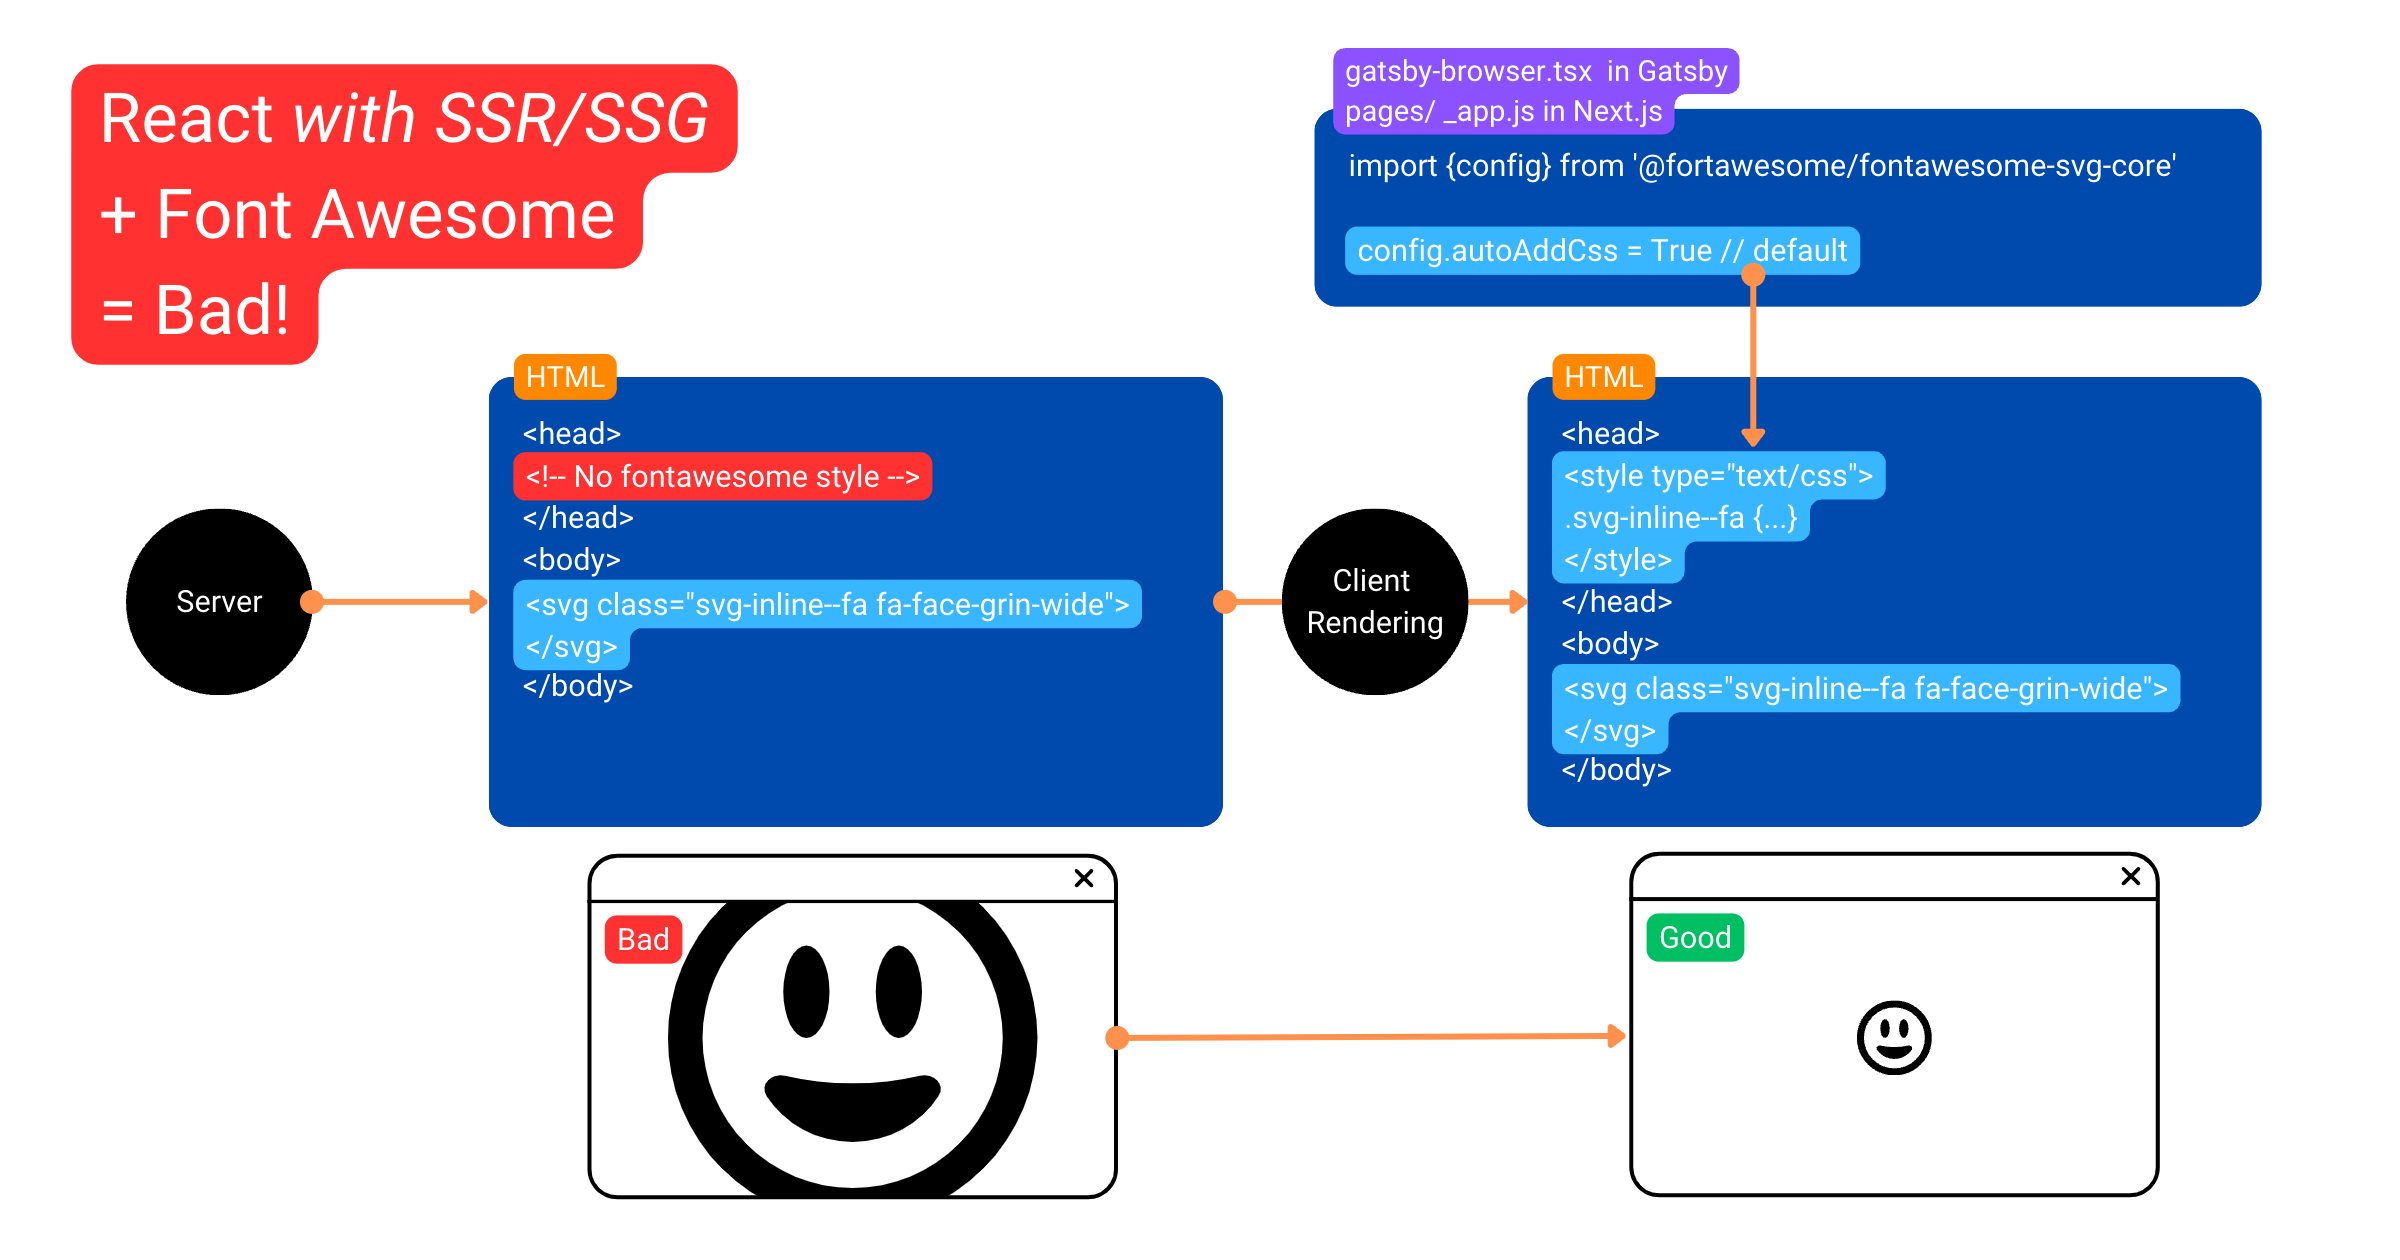 React with SSR/SSG
+ Font Awesome
= Bad!
gatsby-browser.tsx  in Gatsby
pages/ _app.js in Next.js
import {config} from '@fortawesome/fontawesome-svg-core'
config.autoAddCss = True // default
Server
HTML
<head>
<!-- No fontawesome style -->
</head>
<body>
<svg class="svg-inline--fa fa-face-grin-wide">
</svg>
</body>
Client
Rendering
HTML
<head>
<style type="text/css">
.svg-inline--fa {...}
</style>
</head>
<body>
<svg class="svg-inline--fa fa-face-grin-wide">
</svg>
</body>
Bad
Good